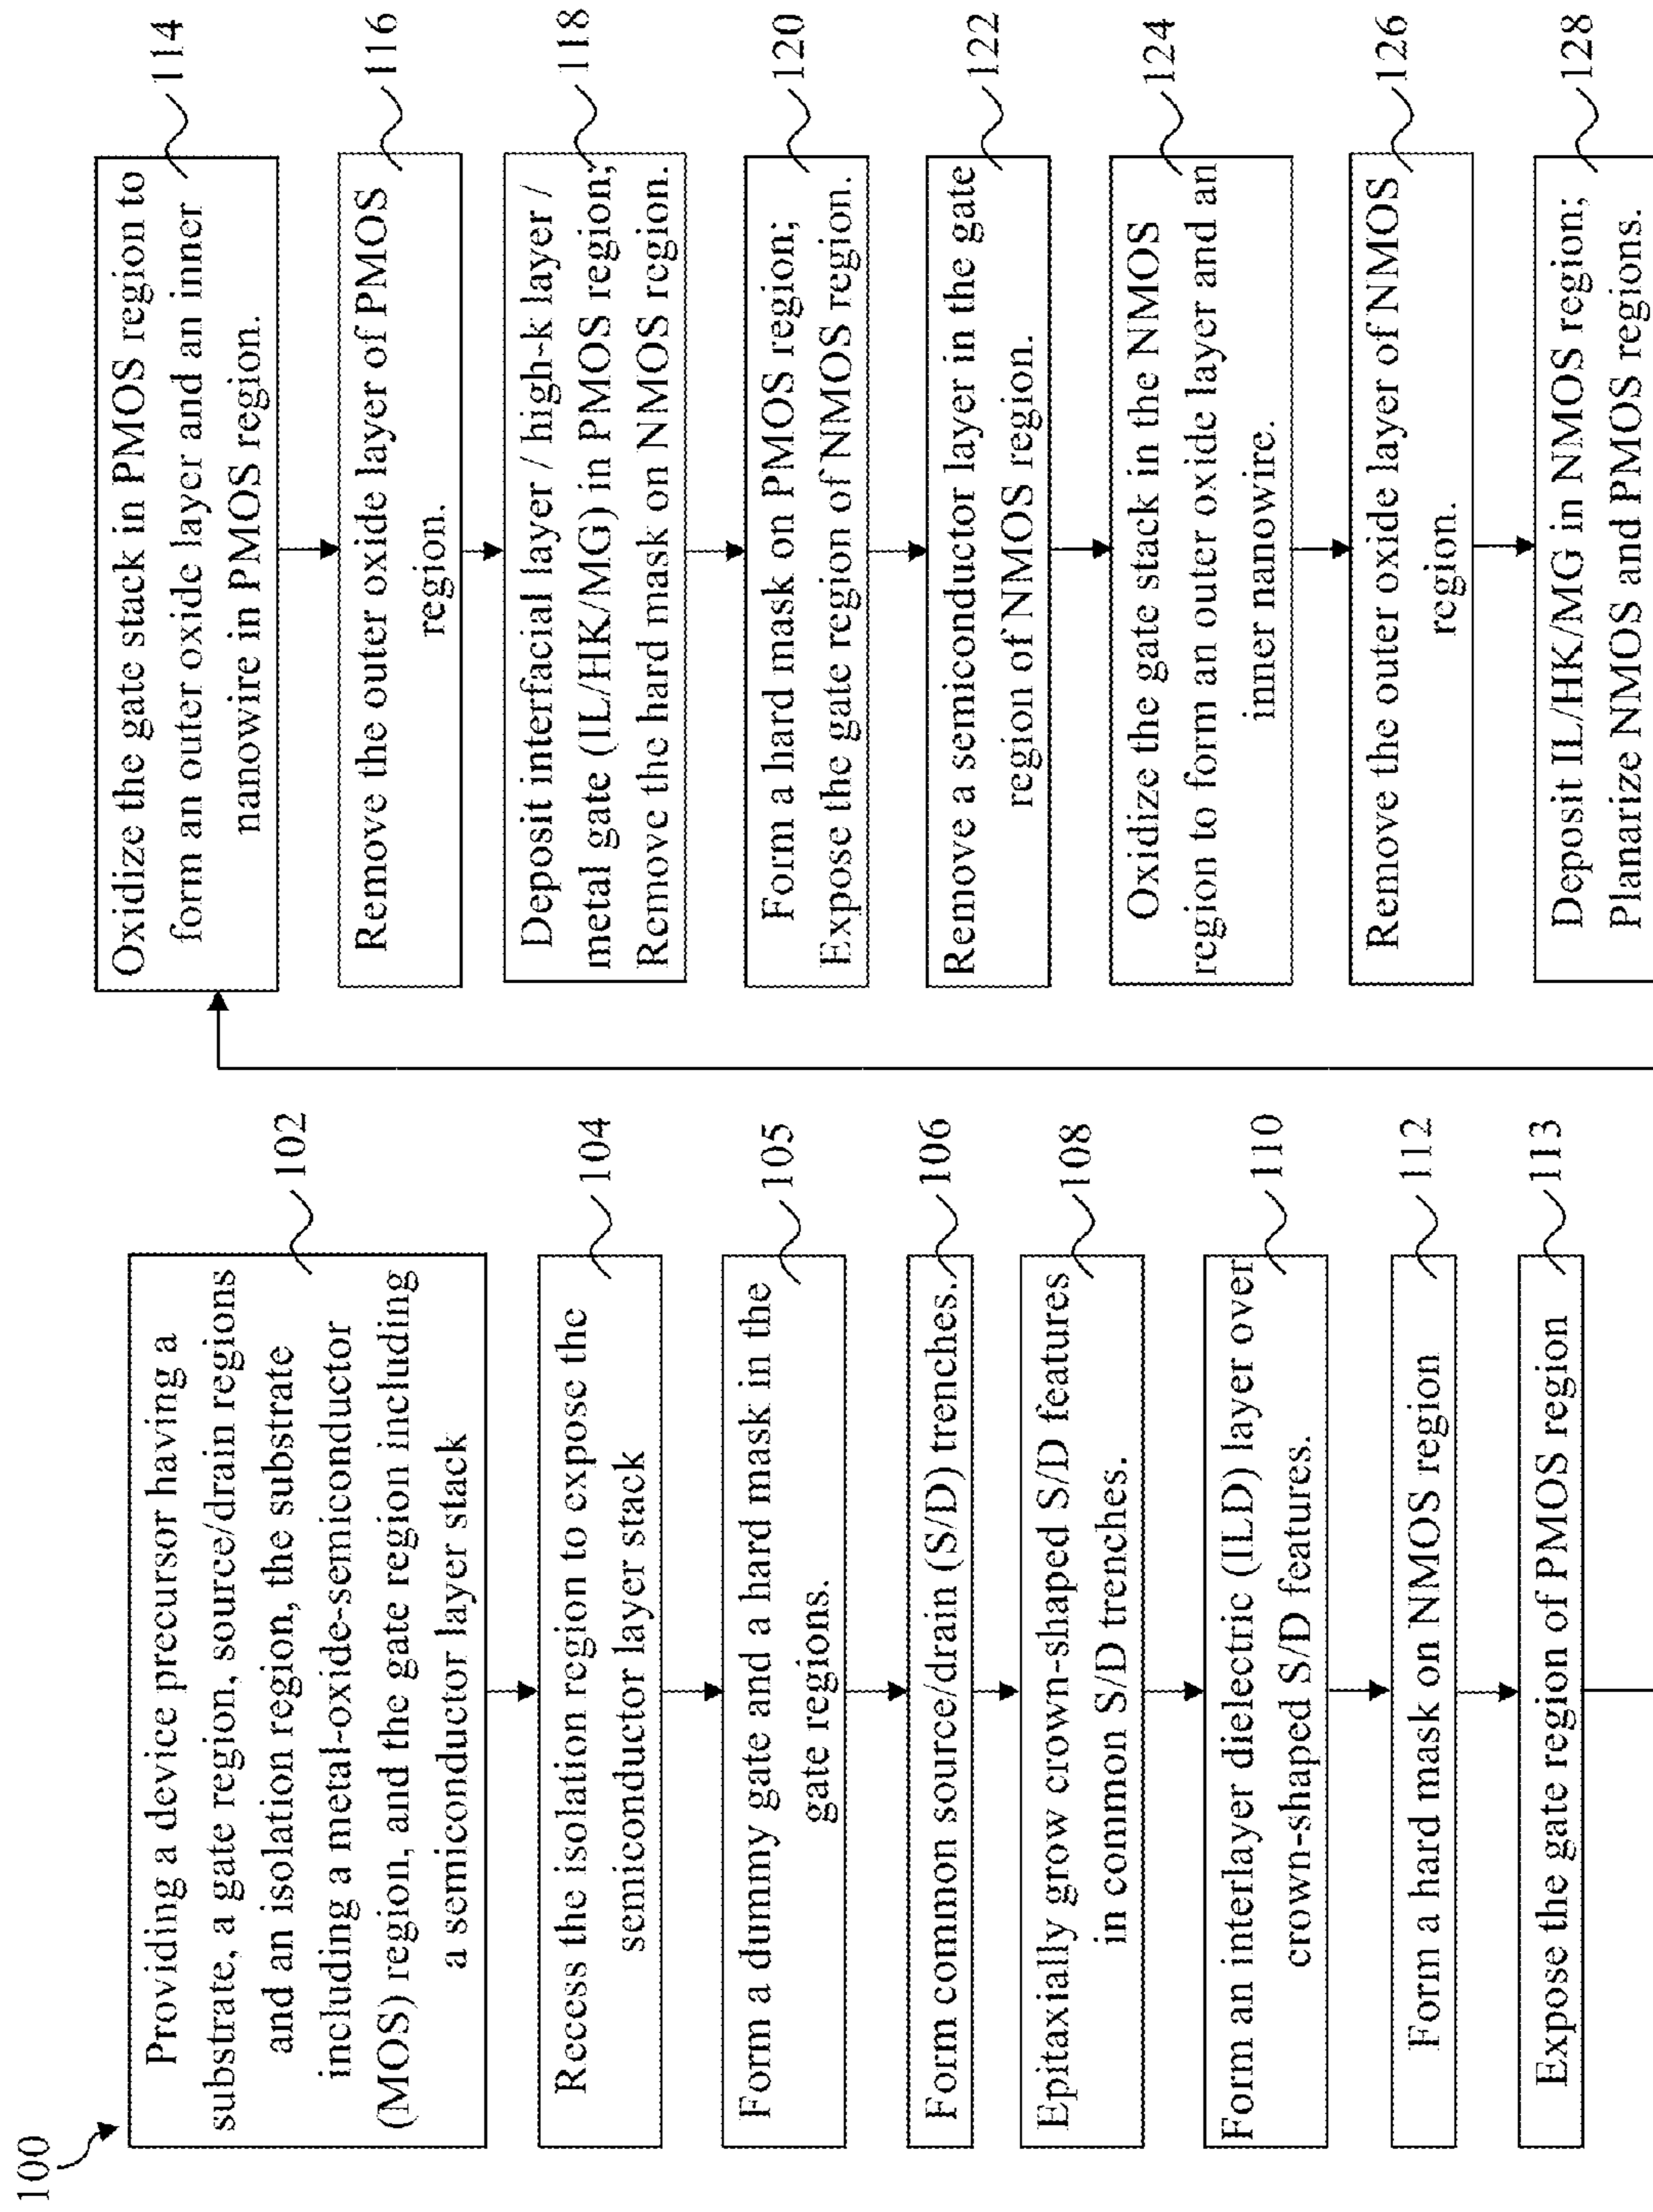 100
Providing a device precursor having a
substrate, a gate region, source/drain regions
and an isolation region, the substrate
including a metal-oxide-semiconductor
(MOS) region, and the gate region including
a semiconductor layer stack
102
Recess the isolation region to expose the
semiconductor layer stack
104
Form a dummy gate and a hard mask in the
gate regions.
105
Form common source/drain (S/D) trenches.
106
Epitaxially grow crown-shaped S/D features
in common S/D trenches.
108
Form an interlayer dielectric (ILD) layer over
crown-shaped S/D features.
110
Form a hard mask on NMOS region
112
Expose the gate region of PMOS region
113
Oxidize the gate stack in PMOS region to
form an outer oxide layer and an inner
nanowire in PMOS region.
114
Remove the outer oxide layer of PMOS
region.
116
Deposit interfacial layer / high-k layer /
metal gate (IL/HK/MG) in PMOS region;
Remove the hard mask on NMOS region.
118
Form a hard mask on PMOS region;
Expose the gate region of NMOS region.
120
Remove a semiconductor layer in the gate
region of NMOS region.
122
Oxidize the gate stack in the NMOS
region to form an outer oxide layer and an
inner nanowire.
124
Remove the outer oxide layer of NMOS
region.
126
Deposit IL/HK/MG in NMOS region;
Planarize NMOS and PMOS regions.
128